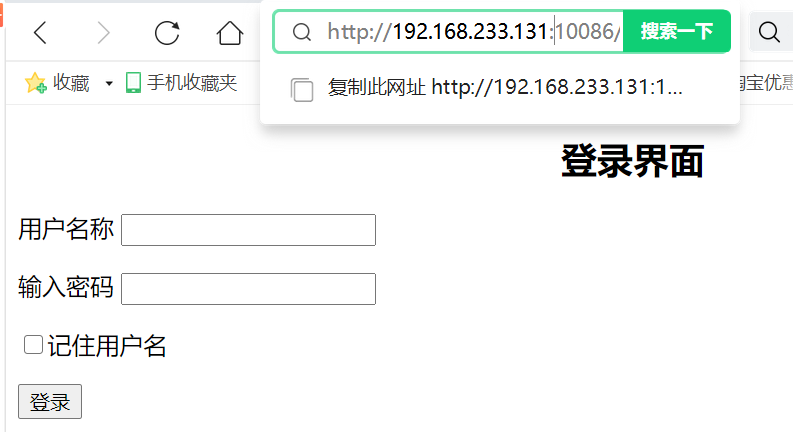 http://192.168.233.131:10086/ 搜索一下
收藏 手机收藏夹
复制此网址 http://192.168.233.131:1...
淘宝优惠
登录界面
用户名称
输入密码
记住用户名
登录